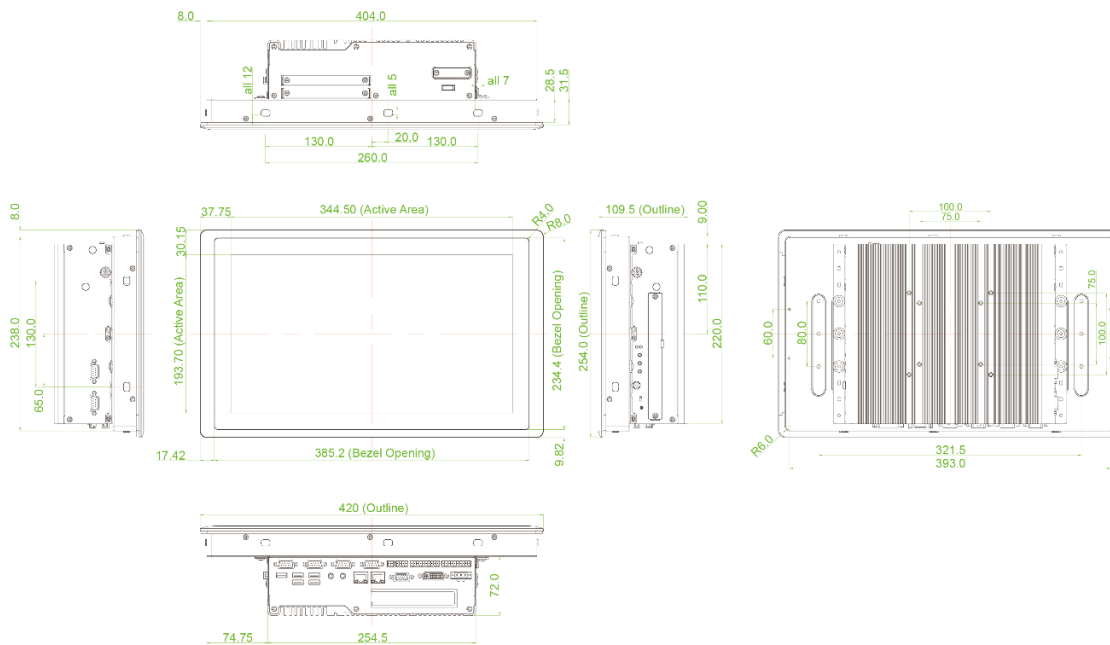 8.0
404.0
all 12
all 5
all 7
28.5
31.5
130.0
20.0
130.0
260.0
8.0
238.0
130.0
65.0
37.75
344.50 (Active Area)
R4.0
R8.0
30.15
193.70 (Active Area)
234.4 (Bezel Opening)
17.42
385.2 (Bezel Opening)
9.82
109.5 (Outline)
9.00
254.0 (Outline)
110.0
220.0
100.0
75.0
75.0
100.0
60.0
80.0
R6.0
321.5
393.0
420 (Outline)
72.0
74.75
254.5